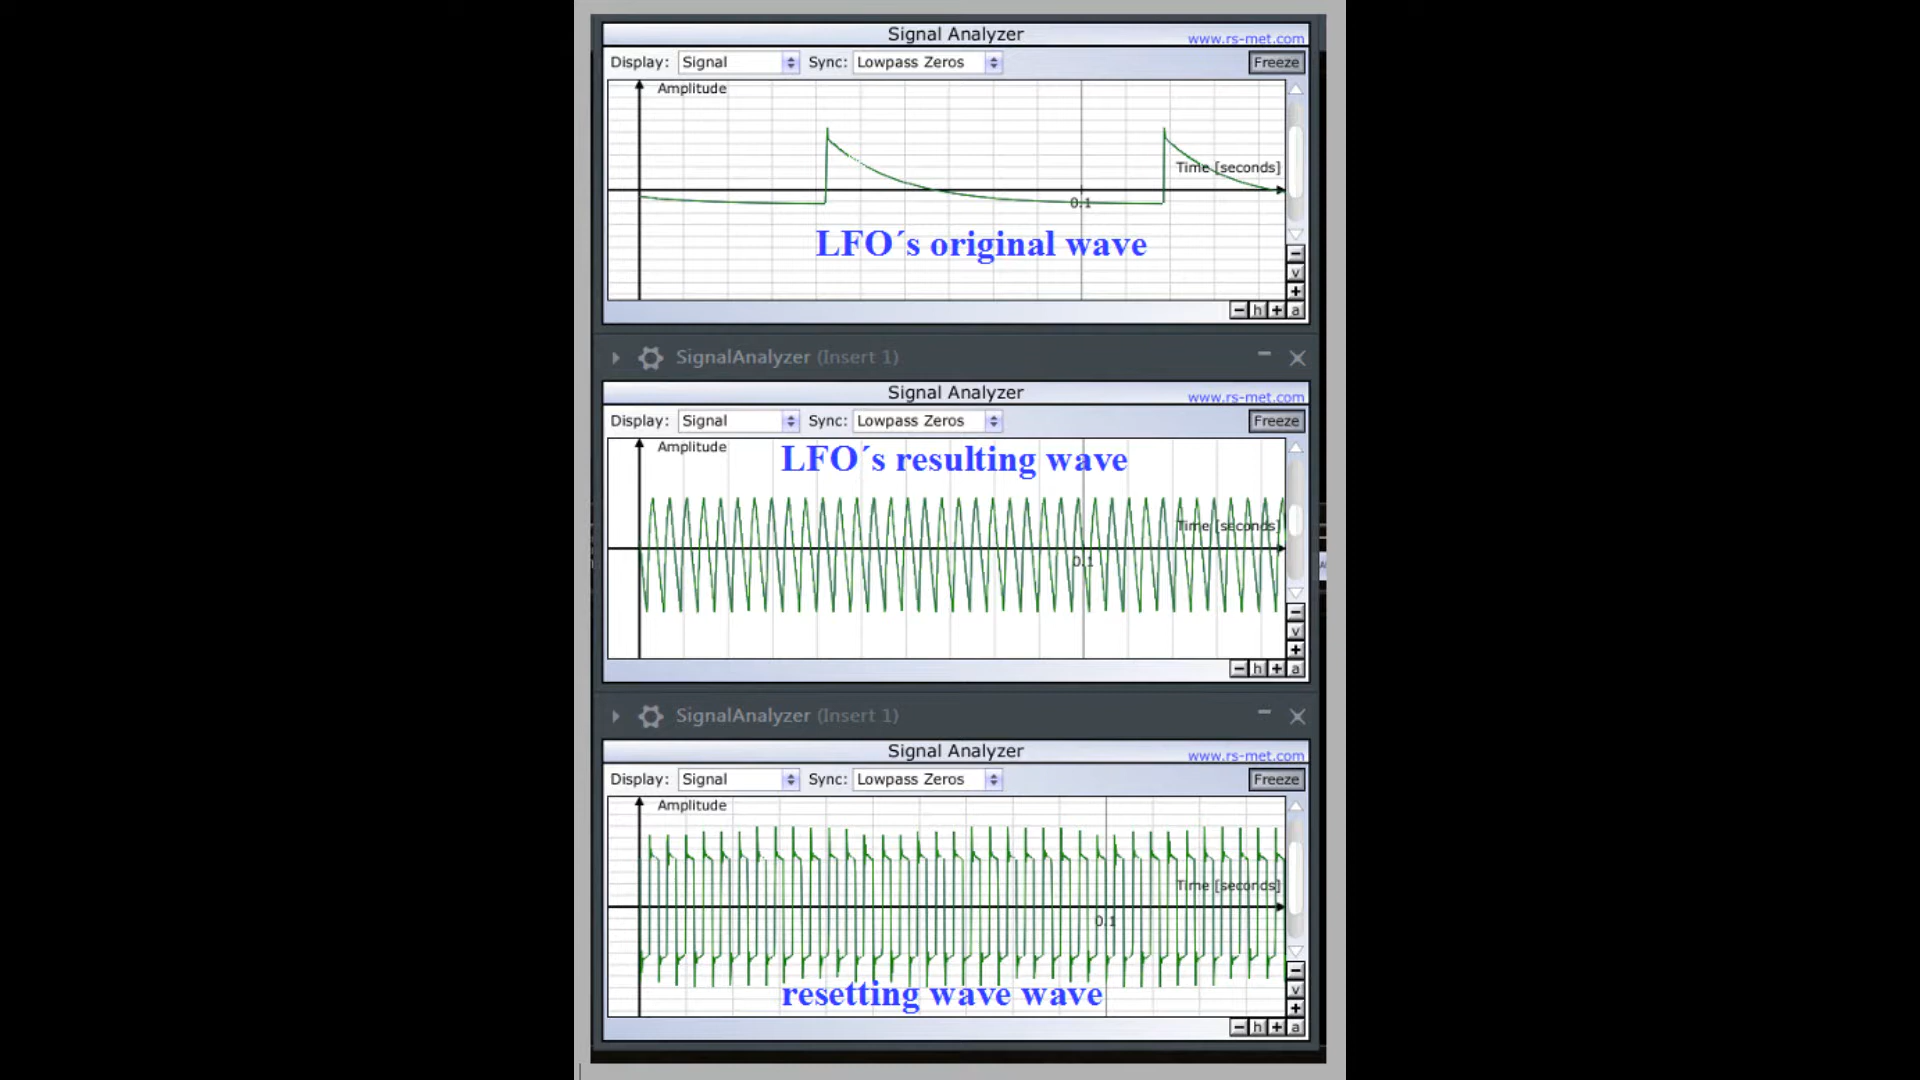 Signal Analyzer
www.rs-met.com
Display: Signal Sync: Lowpass Zeros Freeze
Amplitude
Time [seconds]
0.1
LFO´s original wave
v
h a
SignalAnalyzer (Insert 1)
Signal Analyzer
www.rs-met.com
Display: Signal Sync: Lowpass Zeros Freeze
Amplitude
LFO´s resulting wave
Time [seconds]
0.1
v
h a
SignalAnalyzer (Insert 1)
Signal Analyzer
www.rs-met.com
Display: Signal Sync: Lowpass Zeros Freeze
Amplitude
Time [seconds]
0.1
resetting wave wave
v
h a